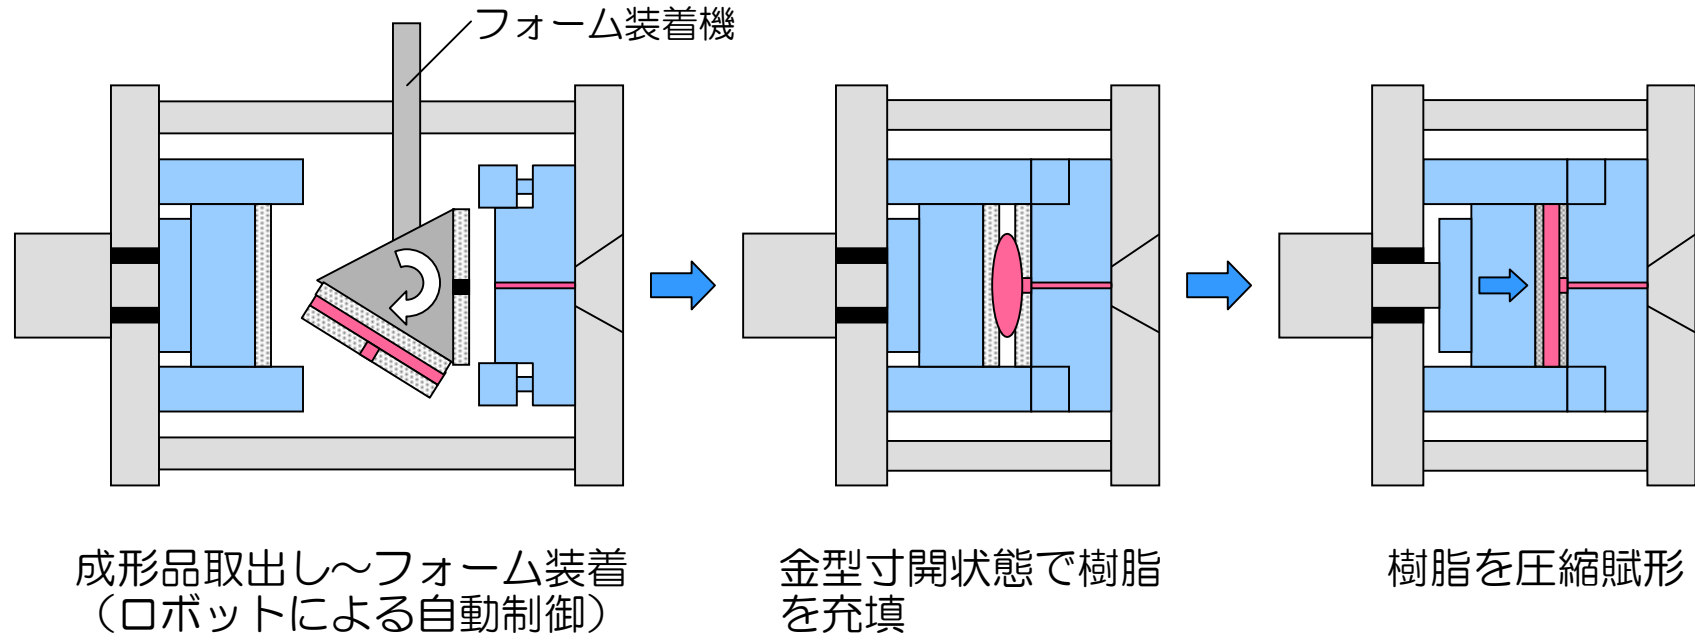 フォーム装着機
成形品取出し～フォーム装着
（ロボットによる自動制御）
金型寸開状態で樹脂
を充填
樹脂を圧縮賦形